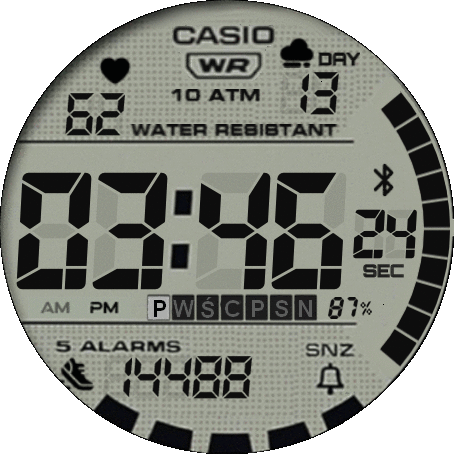 CASIO
WR
10 ATM
DAY
13
62
WATER RESISTANT
03:46
24
SEC
AM PM P W Ś C P S N 87%
5 ALARMS
SNZ
14488